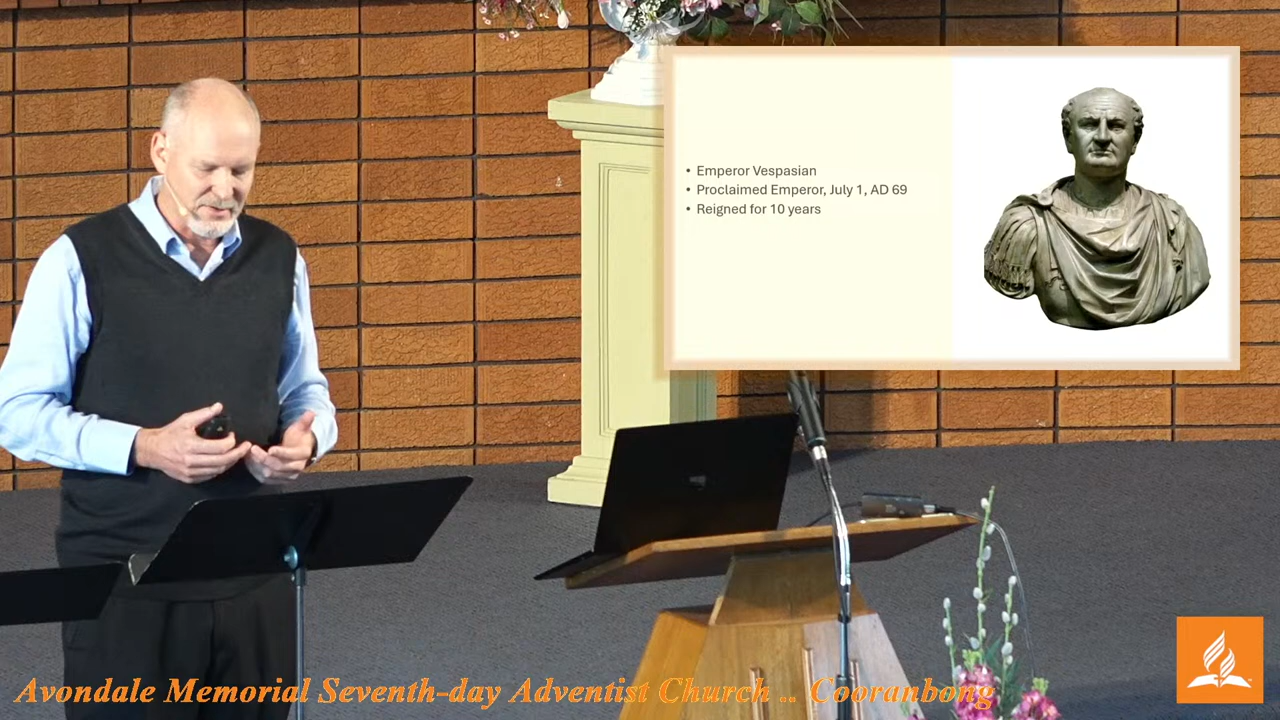 • Emperor Vespasian
• Proclaimed Emperor, July 1, AD 69
• Reigned for 10 years
Avondale Memorial Seventh-day Adventist Church .. Cooranbong